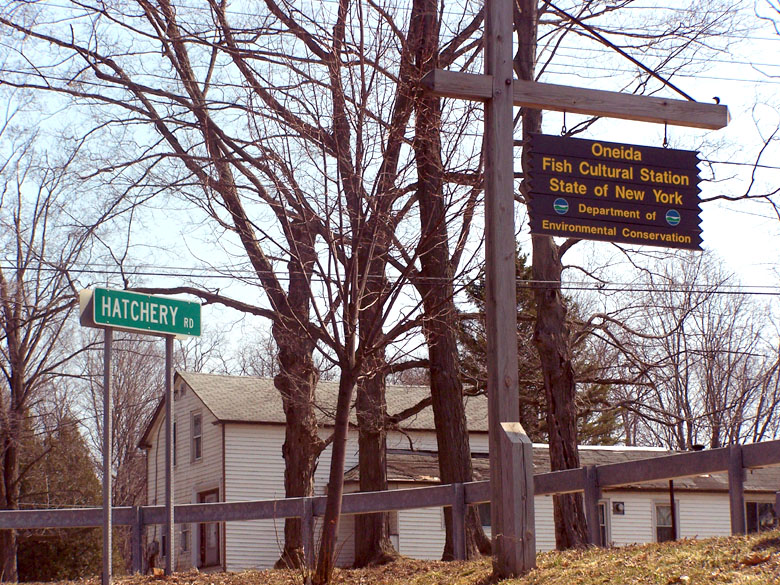 HATCHERY RD
Oneida
Fish Cultural Station
State of New York
Department of
Environmental Conservation